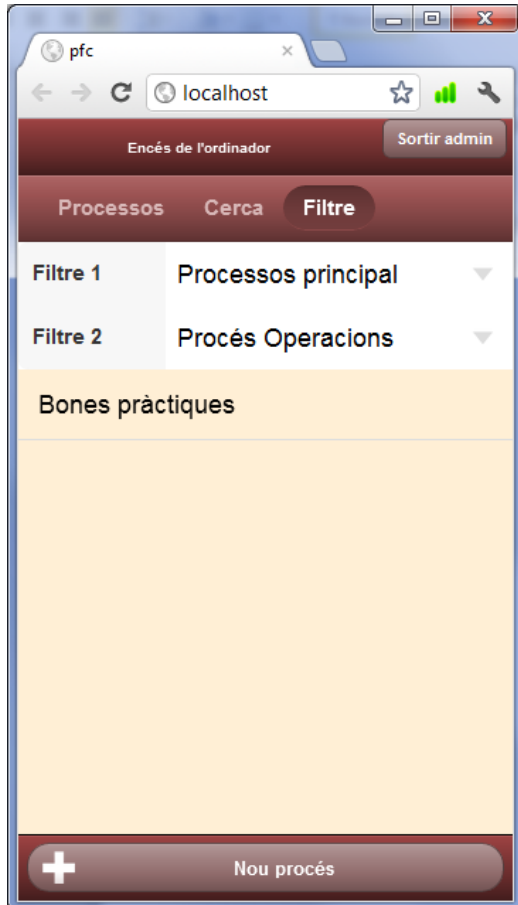 pfc
localhost
Encés de l'ordinador
Sortir admin
Processos Cerca Filtre
Filtre 1 Processos principal
Filtre 2 Procés Operacions
Bones pràctiques
Nou procés